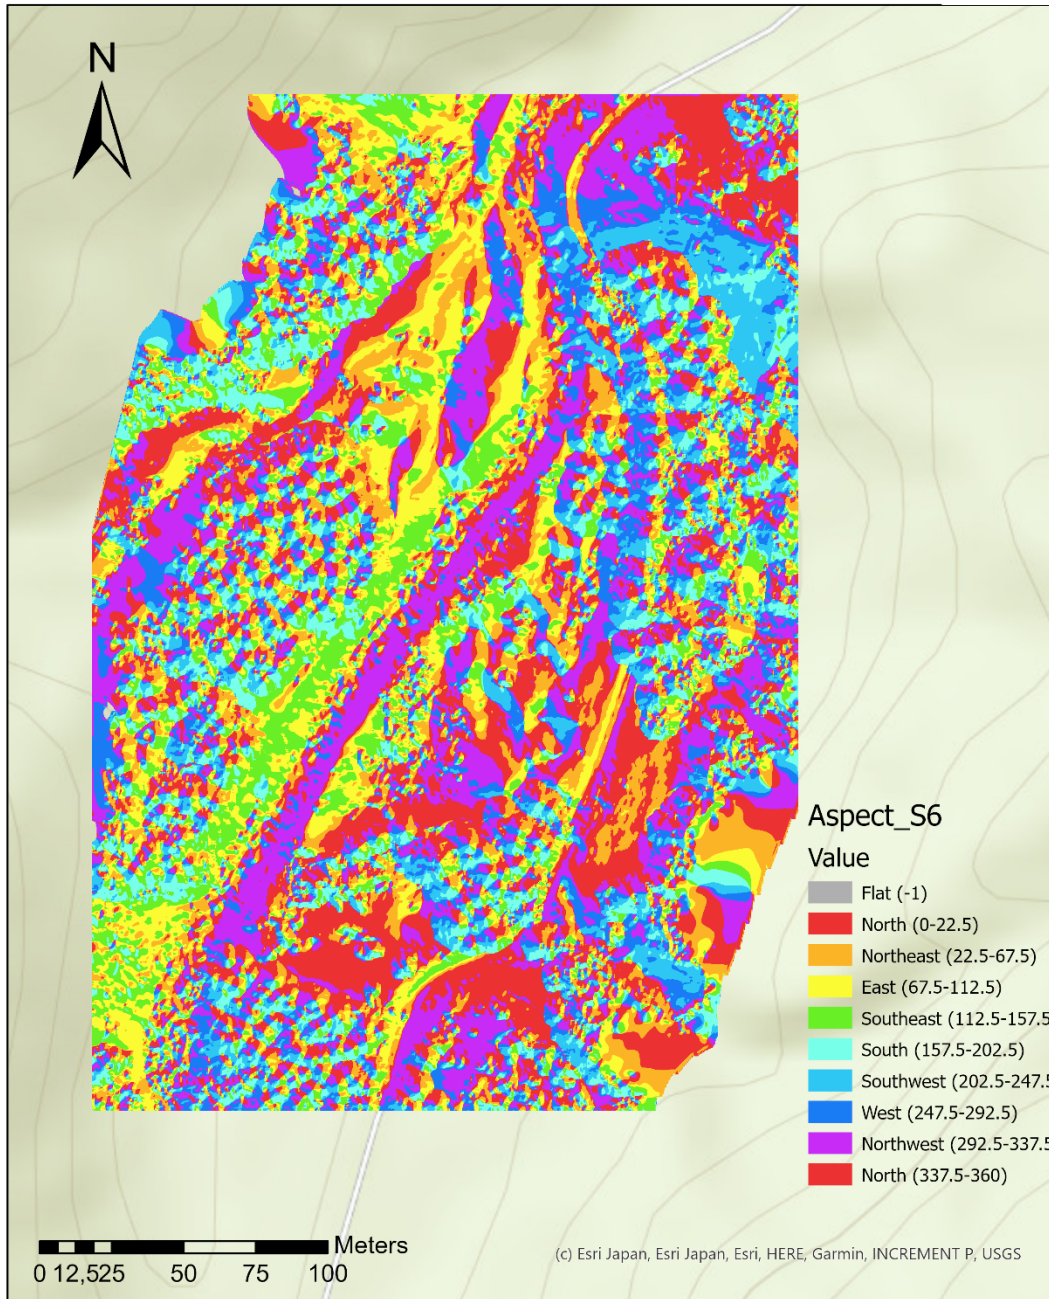 N
Aspect_S6
Value
Flat (-1)
North (0-22.5)
Northeast (22.5-67.5)
East (67.5-112.5)
Southeast (112.5-157.5
South (157.5-202.5)
Southwest (202.5-247.5
West (247.5-292.5)
Northwest (292.5-337.5
North (337.5-360)
Meters
0 12,525 50 75 100
(c) Esri Japan, Esri Japan, Esri, HERE, Garmin, INCREMENT P, USGS